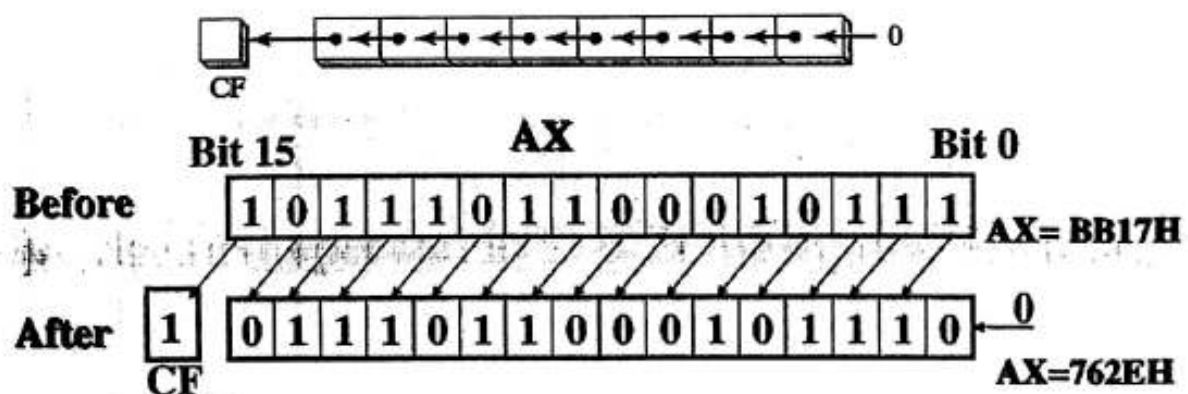 0
CF
AX
Bit 15 Bit 0
Before 1 0 1 1 1 0 1 1 0 0 0 1 0 1 1 1 AX= BB17H
After 1 0 1 1 1 0 1 1 0 0 0 1 0 1 1 1 0 0
CF AX=762EH